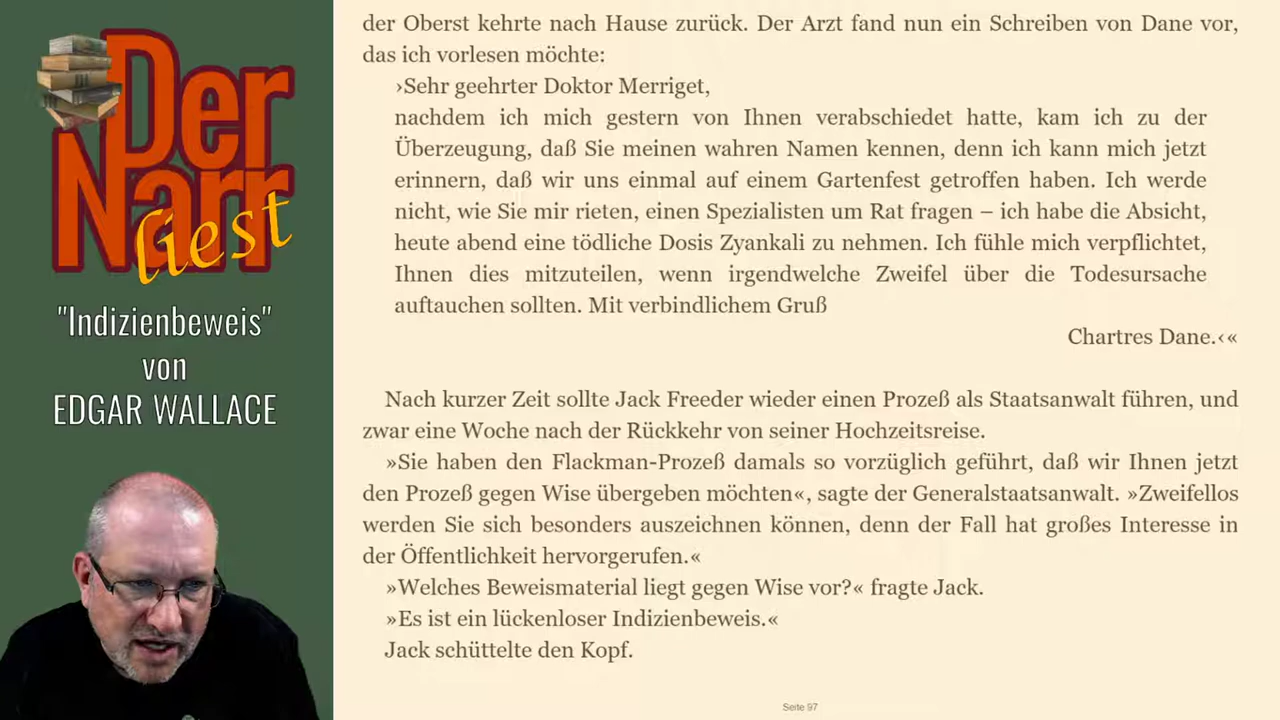 Der
Narr
liest
"Indizienbeweis"
von
EDGAR WALLACE
der Oberst kehrte nach Hause zurück. Der Arzt fand nun ein Schreiben von Dane vor,
das ich vorlesen möchte:
›Sehr geehrter Doktor Merriget,
nachdem ich mich gestern von Ihnen verabschiedet hatte, kam ich zu der
Überzeugung, daß Sie meinen wahren Namen kennen, denn ich kann mich jetzt
erinnern, daß wir uns einmal auf einem Gartenfest getroffen haben. Ich werde
nicht, wie Sie mir rieten, einen Spezialisten um Rat fragen – ich habe die Absicht,
heute abend eine tödliche Dosis Zyankali zu nehmen. Ich fühle mich verpflichtet,
Ihnen dies mitzuteilen, wenn irgendwelche Zweifel über die Todesursache
auftauchen sollten. Mit verbindlichem Gruß
Chartres Dane.‹«
Nach kurzer Zeit sollte Jack Freeder wieder einen Prozeß als Staatsanwalt führen, und
zwar eine Woche nach der Rückkehr von seiner Hochzeitsreise.
»Sie haben den Flackman-Prozeß damals so vorzüglich geführt, daß wir Ihnen jetzt
den Prozeß gegen Wise übergeben möchten«, sagte der Generalstaatsanwalt. »Zweifellos
werden Sie sich besonders auszeichnen können, denn der Fall hat großes Interesse in
der Öffentlichkeit hervorgerufen.«
»Welches Beweismaterial liegt gegen Wise vor?« fragte Jack.
»Es ist ein lückenloser Indizienbeweis.«
Jack schüttelte den Kopf.
Seite 97